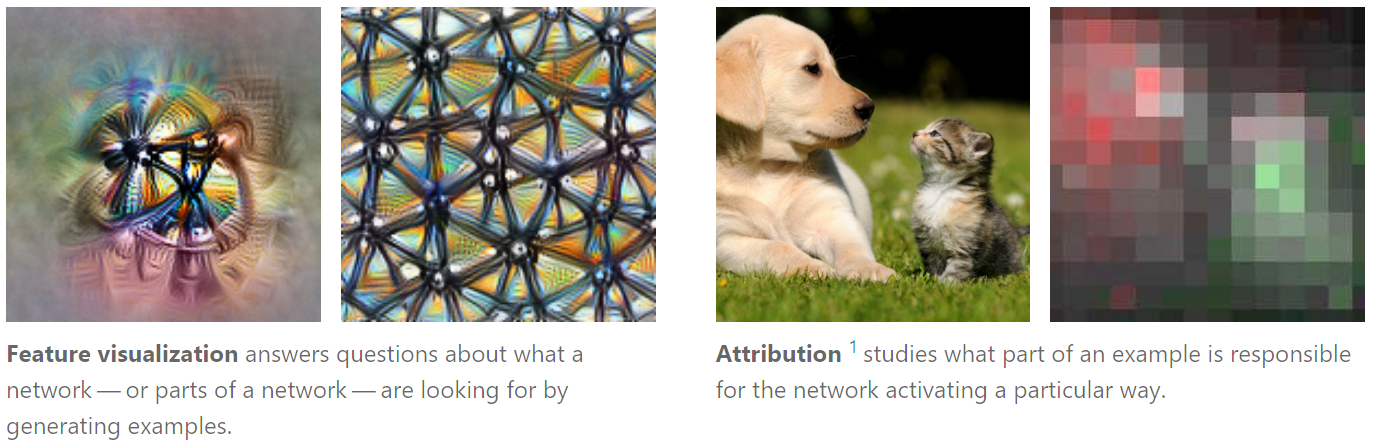 Feature visualization answers questions about what a
network — or parts of a network — are looking for by
generating examples.
Attribution 1 studies what part of an example is responsible
for the network activating a particular way.